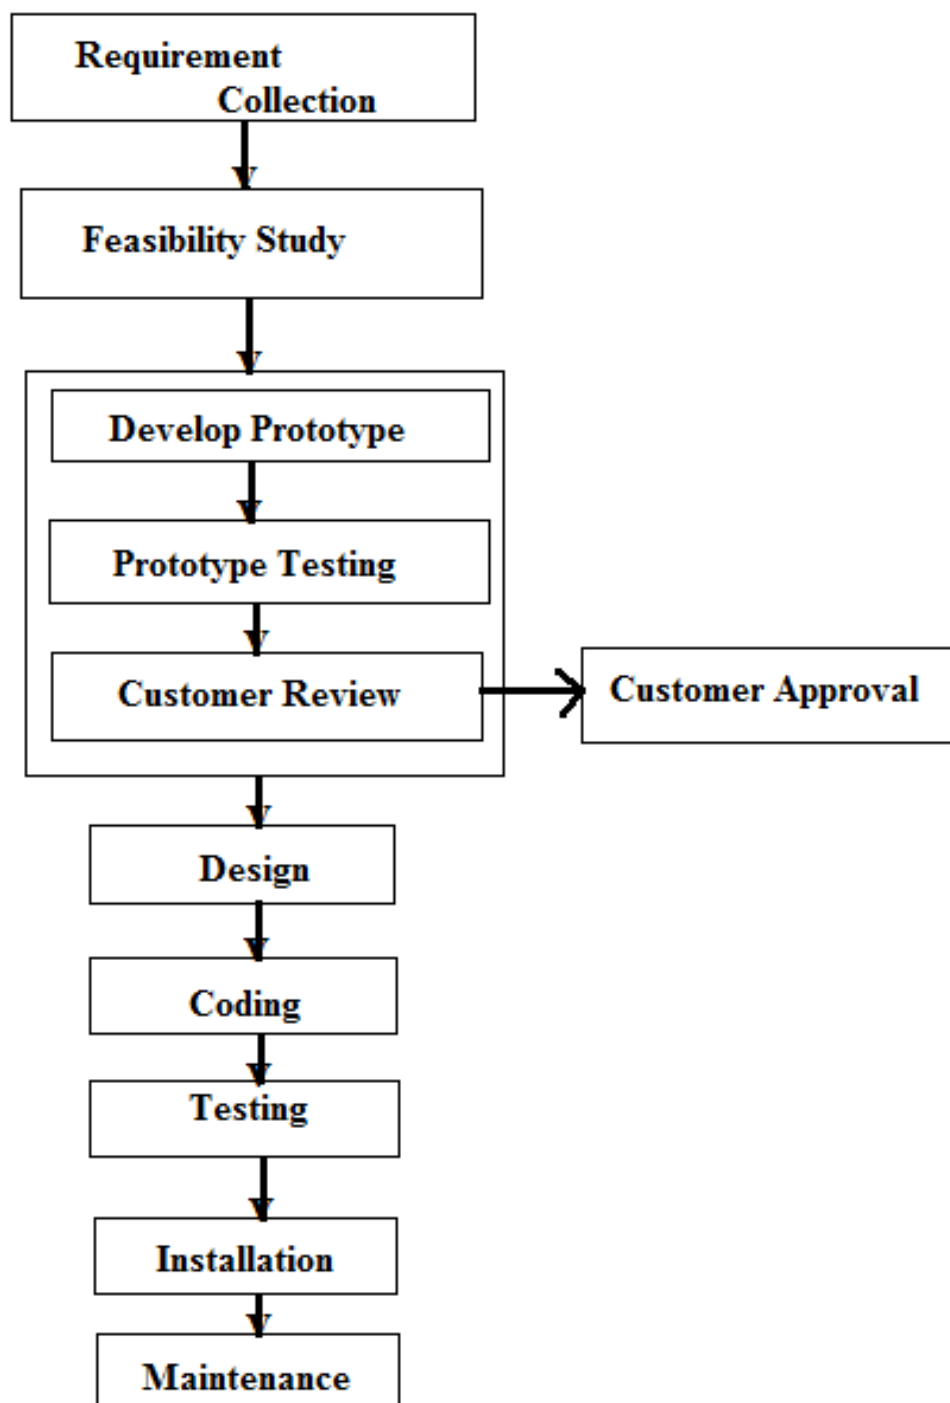 Requirement
Collection
Feasibility Study
Develop Prototype
Prototype Testing
Customer Review
Customer Approval
Design
Coding
Testing
Installation
Maintenance